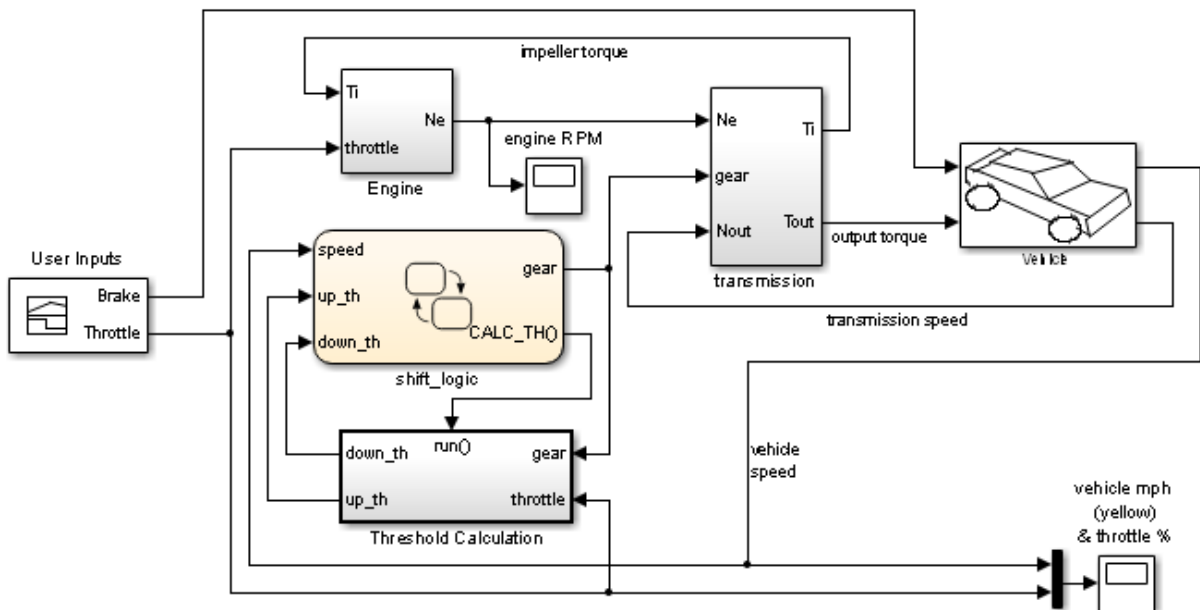 impeller torque
Ti
Ne
throttle
Engine
engine RPM
Ne
Ti
gear
Nout
Tout
transmission
output torque
Vehicle
transmission speed
User Inputs
Brake
Throttle
speed
gear
up_th
CALC_TH()
down_th
shift_logic
run()
down_th
gear
up_th
throttle
Threshold Calculation
vehicle
speed
vehicle mph
(yellow)
& throttle %